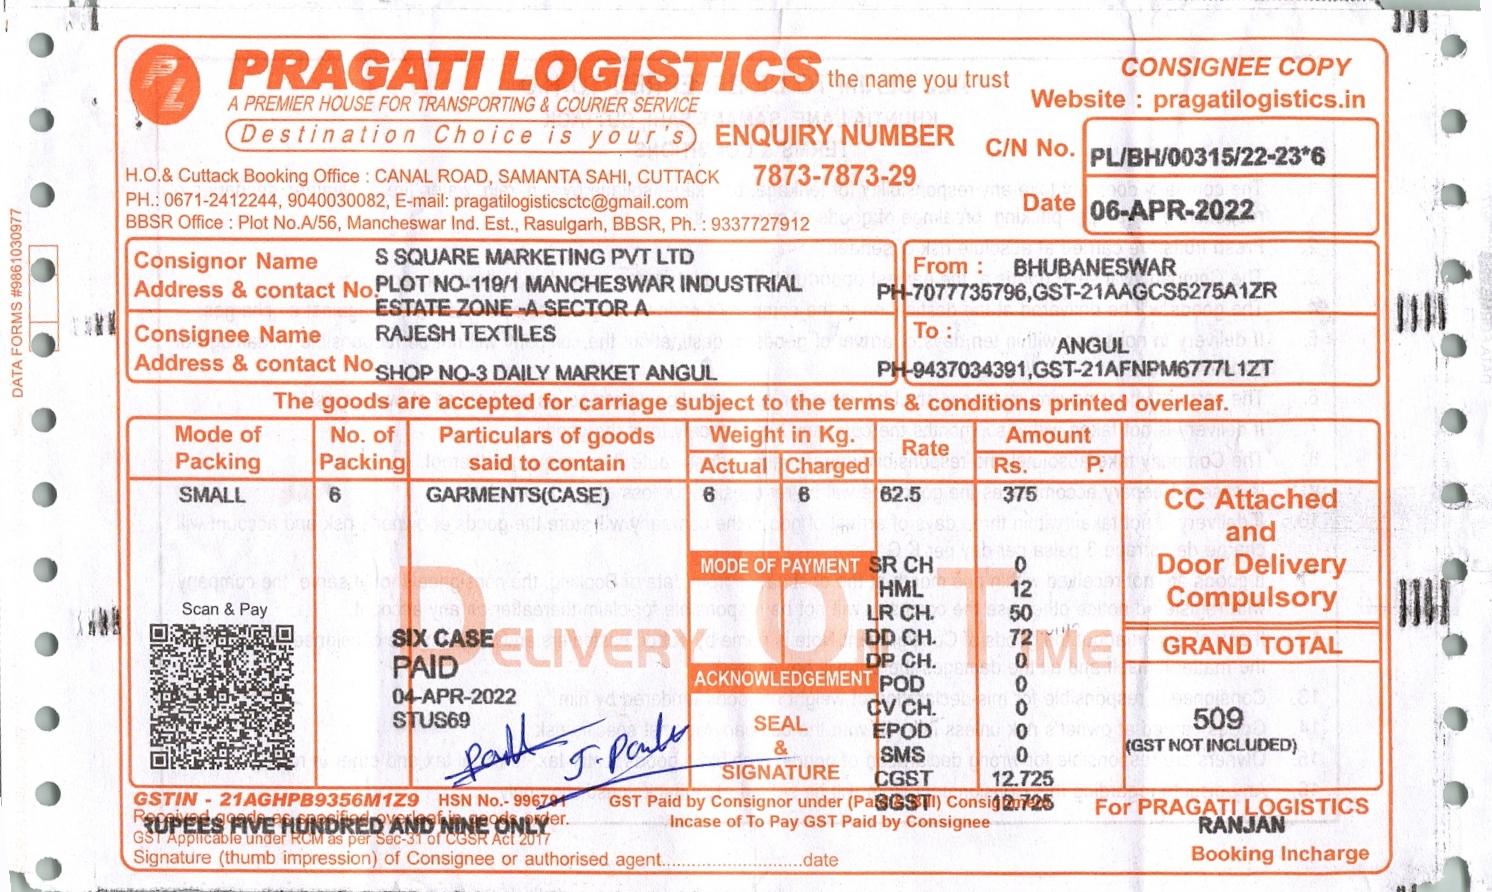 PRAGATI LOGISTICS the name you trust
A PREMIER HOUSE FOR TRANSPORTING & COURIER SERVICE
Destination Choice is your's
ENQUIRY NUMBER
7873-7873-29
CONSIGNEE COPY
Website : pragatilogistics.in
C/N No. PL/BH/00315/22-23*6
Date 06-APR-2022
H.O.& Cuttack Booking Office : CANAL ROAD, SAMANTA SAHI, CUTTACK
PH.: 0671-2412244, 9040030082, E-mail: pragatilogisticsctc@gmail.com
BBSR Office : Plot No.A/56, Mancheswar Ind. Est., Rasulgarh, BBSR, Ph. : 9337727912
DATA FORMS #9861030977
Consignor Name S SQUARE MARKETING PVT LTD
Address & contact No. PLOT NO-119/1 MANCHESWAR INDUSTRIAL
ESTATE ZONE -A SECTOR A
From : BHUBANESWAR
PH-7077735796,GST-21AAGCS5275A1ZR
Consignee Name RAJESH TEXTILES
Address & contact No. SHOP NO-3 DAILY MARKET ANGUL
To :
ANGUL
PH-9437034391,GST-21AFNPM6777L1ZT
The goods are accepted for carriage subject to the terms & conditions printed overleaf.
Mode of Packing No. of Packing Particulars of goods said to contain Weight in Kg. Actual Charged Rate Amount Rs. P.
SMALL 6 GARMENTS(CASE) 6 6 62.5 375
CC Attached
and
Door Delivery
Compulsory
GRAND TOTAL
509
(GST NOT INCLUDED)
DELIVERY ON TIME
Scan & Pay
SIX CASE
PAID
04-APR-2022
STUS69
MODE OF PAYMENT
ACKNOWLEDGEMENT
SEAL
&
SIGNATURE
SR CH 0
HML 12
LR CH. 50
DD CH. 72
DP CH. 0
POD 0
CV CH. 0
EPOD 0
SMS 0
CGST 12.725
SGST 12.725
GSTIN - 21AGHPB9356M1Z9 HSN No.- 996791
GST Paid by Consignor under (Paid & Bill) Consignment
Incase of To Pay GST Paid by Consignee
Received goods as specified overleaf in goods order.
RUPEES FIVE HUNDRED AND NINE ONLY
GST Applicable under RCM as per Sec-31 of CGSR Act 2017
Signature (thumb impression) of Consignee or authorised agent........................date
For PRAGATI LOGISTICS
RANJAN
Booking Incharge